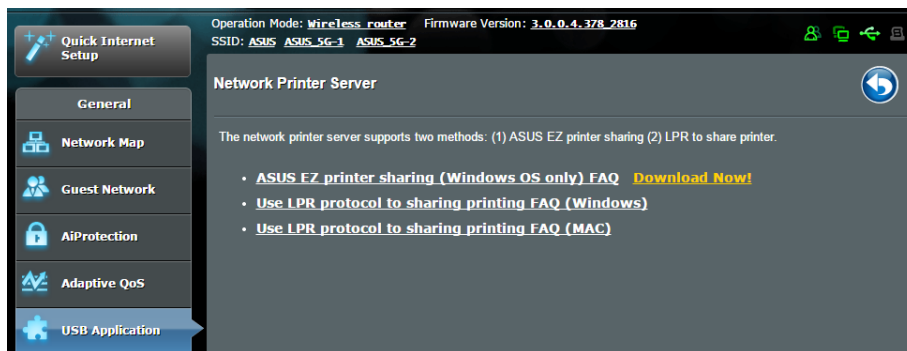 Quick Internet
Setup
General
Network Map
Guest Network
AiProtection
Adaptive QoS
USB Application
Operation Mode: Wireless router Firmware Version: 3.0.0.4.378_2816
SSID: ASUS ASUS_5G-1 ASUS_5G-2
Network Printer Server
The network printer server supports two methods: (1) ASUS EZ printer sharing (2) LPR to share printer.
• ASUS EZ printer sharing (Windows OS only) FAQ Download Now!
• Use LPR protocol to sharing printing FAQ (Windows)
• Use LPR protocol to sharing printing FAQ (MAC)